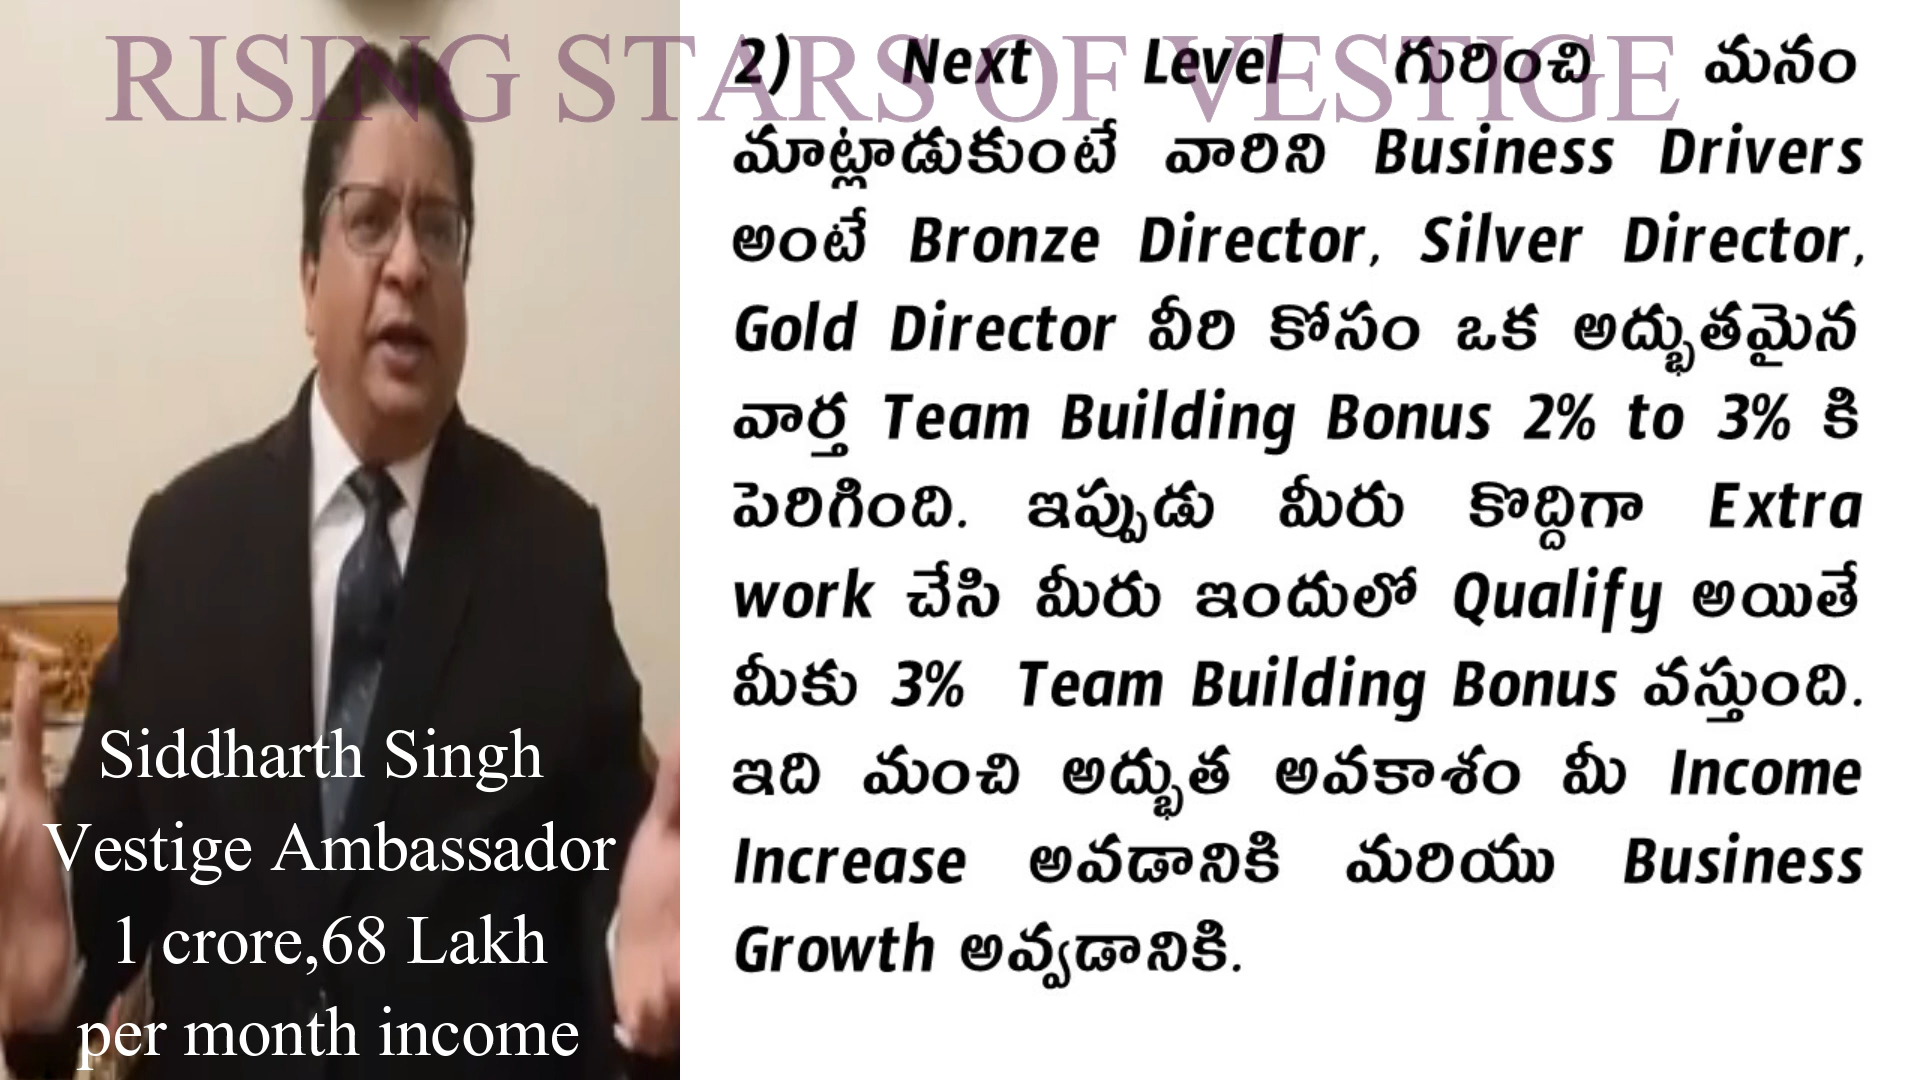 RISING STARS OF VESTIGE
2) Next Level గురించి మనం
మాట్లాడుకుంటే వారిని Business Drivers
అంటే Bronze Director, Silver Director,
Gold Director వీరి కోసం ఒక అద్భుతమైన
వార్త Team Building Bonus 2% to 3% కి
పెరిగింది. ఇప్పుడు మీరు కొద్దిగా Extra
work చేసి మీరు ఇందులో Qualify అయితే
మీకు 3% Team Building Bonus వస్తుంది.
ఇది మంచి అద్భుత అవకాశం మీ Income
Increase అవడానికి మరియు Business
Growth అవ్వడానికి.
Siddharth Singh
Vestige Ambassador
1 crore,68 Lakh
per month income